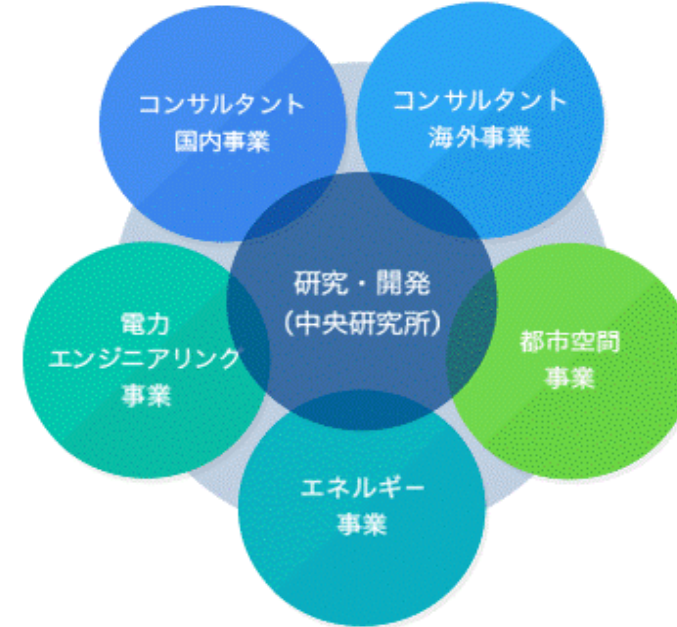 コンサルタント
国内事業
コンサルタント
海外事業
研究・開発
（中央研究所）
電力
エンジニアリング
事業
都市空間
事業
エネルギー
事業